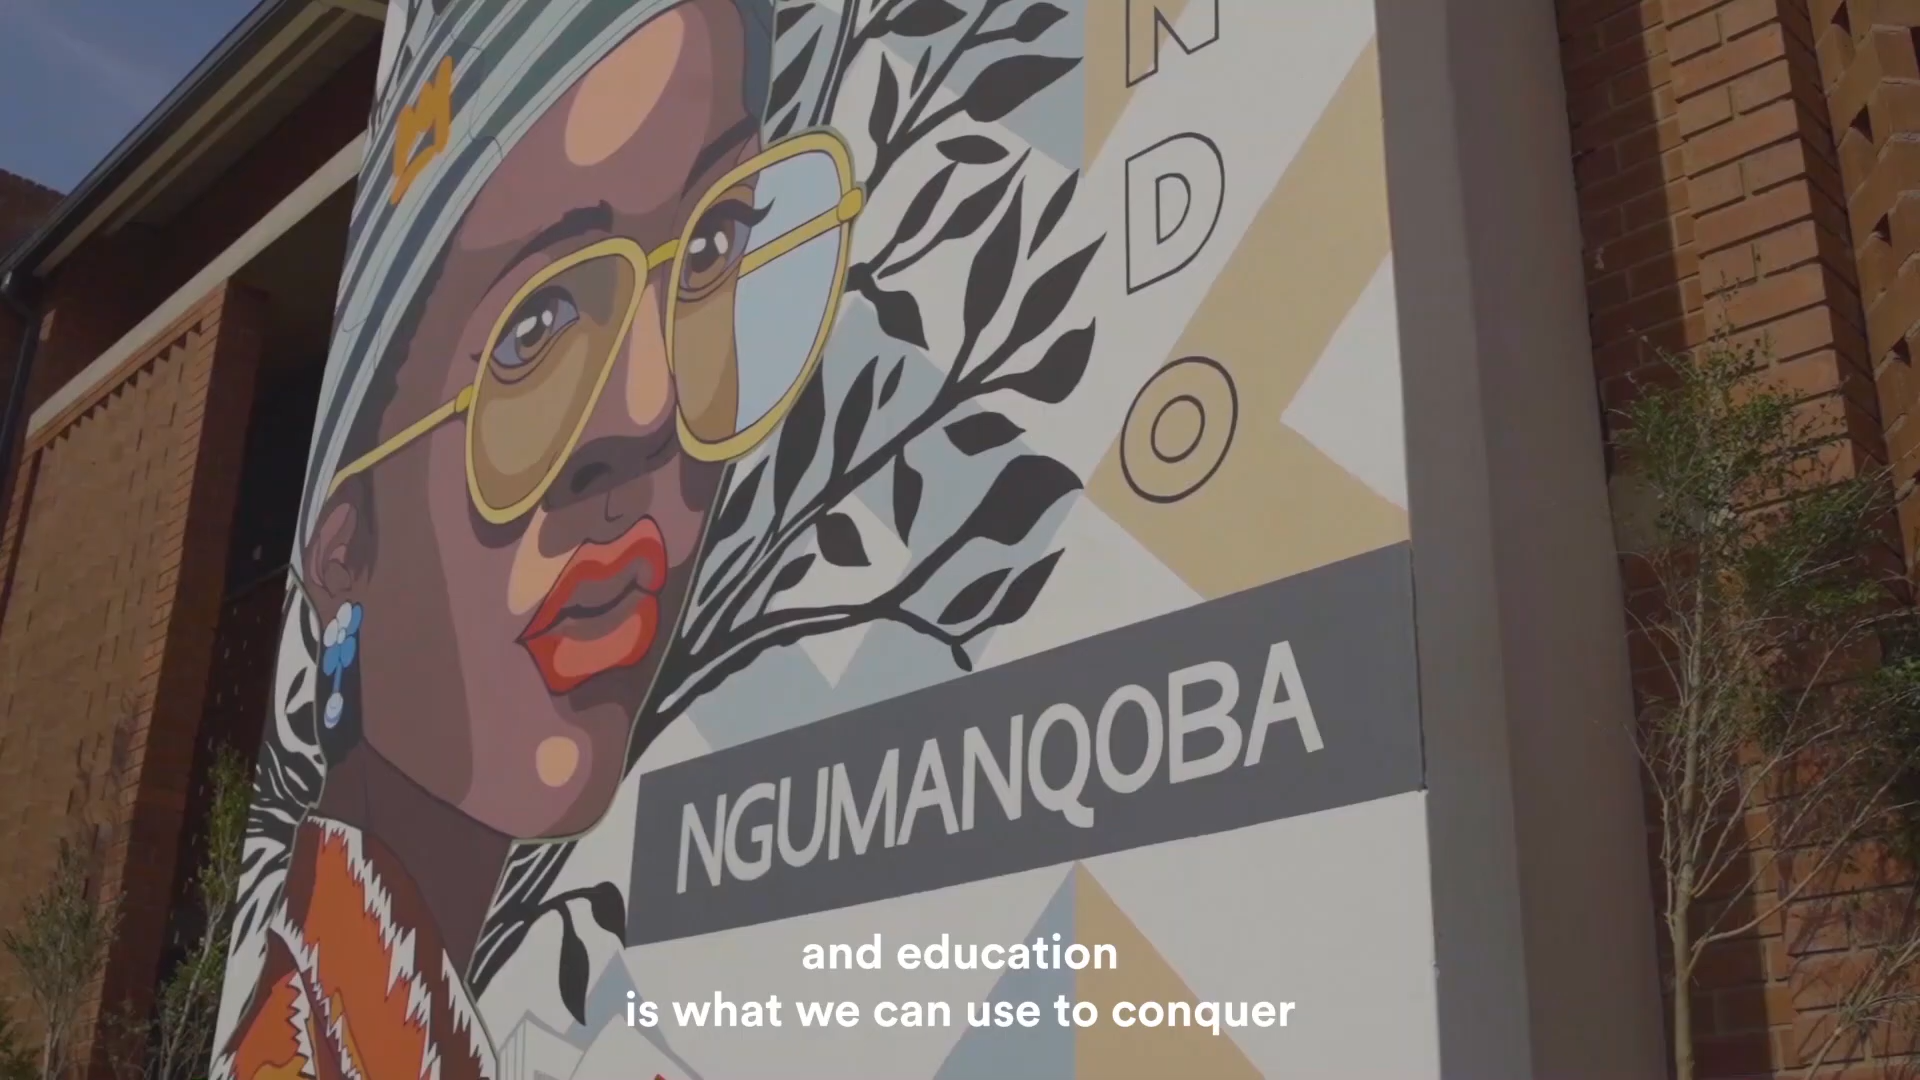 N
D
O
NGUMANQOBA
and education
is what we can use to conquer